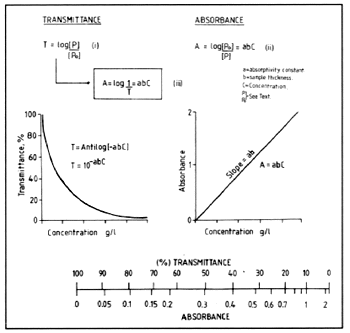 TRANSMITTANCE
T = log[P] (i)
[Po]
A = log 1 = abC (iii)
T
ABSORBANCE
A = log[Po] = abC (ii)
[P]
a=absorptivity constant
b=sample thickness
C=Concentration
P
Po =See Text
100
80
60
40
20
0
Transmittance, %
T = Antilog(-abC)
T = 10^-abC
Concentration g/l
2
1
0
Absorbance
Slope = ab
A = abC
Concentration g/l
(%) TRANSMITTANCE
100 90 80 70 60 50 40 30 20 10 0
0 0.05 0.1 0.15 0.2 0.3 0.4 0.5 0.6 0.7 1 2
ABSORBANCE